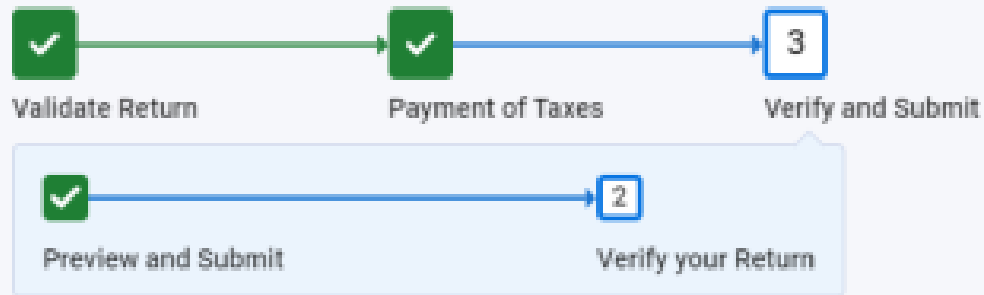 3
Validate Return
Payment of Taxes
Verify and Submit
2
Preview and Submit
Verify your Return